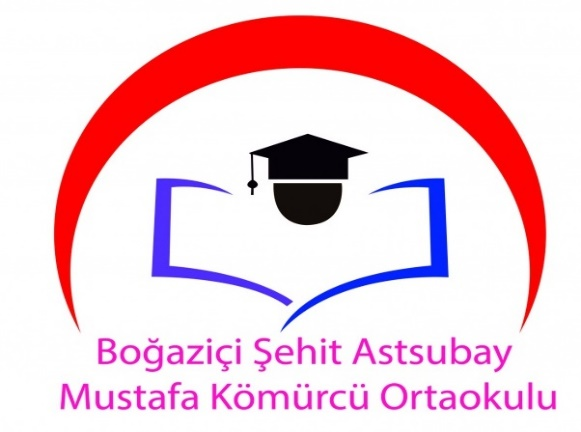 Boğaziçi Şehit Astsubay
Mustafa Kömürcü Ortaokulu